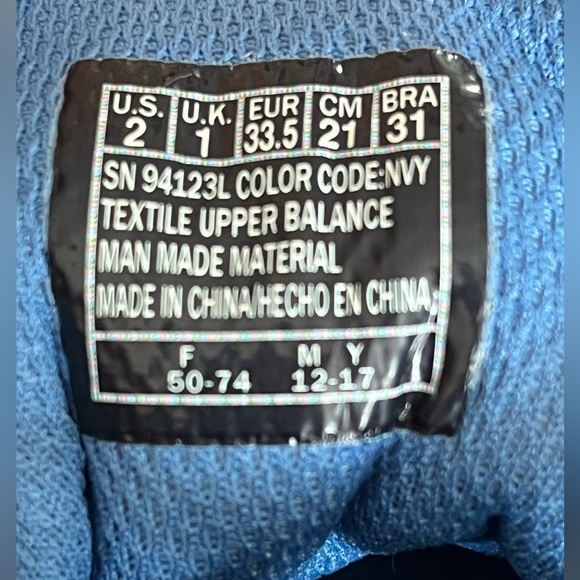 U.S. U.K. EUR CM BRA
2 1 33.5 21 31
SN 94123L COLOR CODE:NVY
TEXTILE UPPER BALANCE
MAN MADE MATERIAL
MADE IN CHINA/HECHO EN CHINA.
F M Y
50-74 12-17